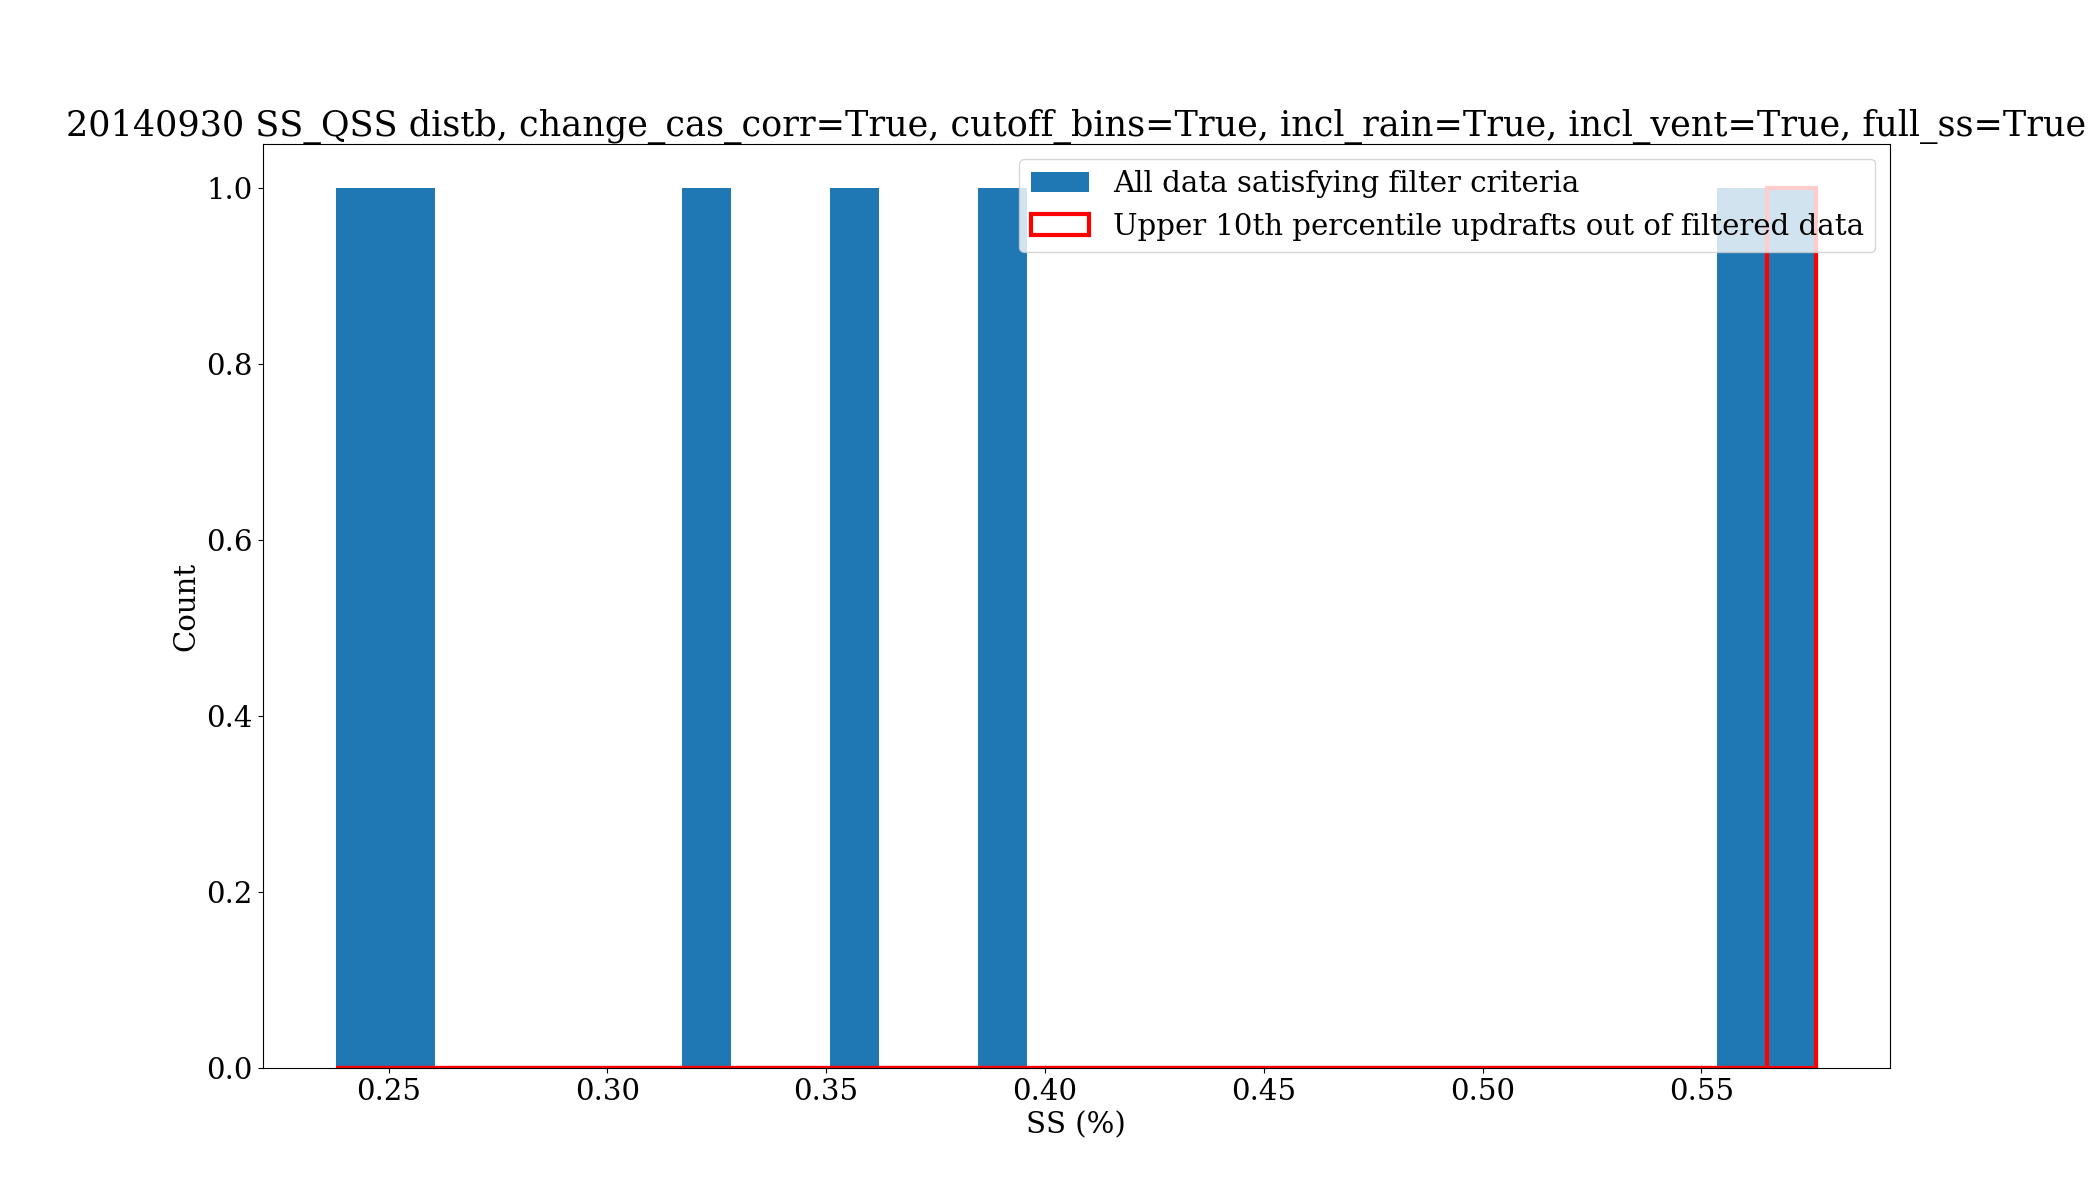 20140930 SS_QSS distb, change_cas_corr=True, cutoff_bins=True, incl_rain=True, incl_vent=True, full_ss=True
All data satisfying filter criteria
Upper 10th percentile updrafts out of filtered data
1.0
0.8
0.6
0.4
0.2
0.0
Count
0.25 0.30 0.35 0.40 0.45 0.50 0.55
SS (%)